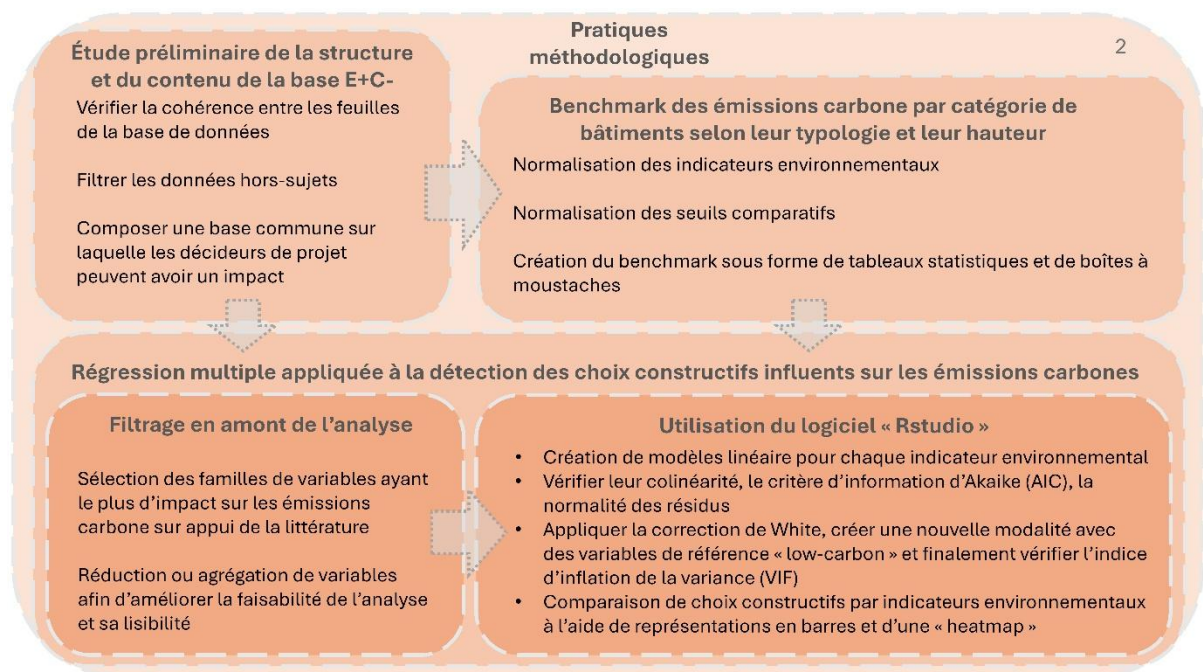 Pratiques
méthodologiques
2
Étude préliminaire de la structure
et du contenu de la base E+C-
Vérifier la cohérence entre les feuilles
de la base de données
Filtrer les données hors-sujets
Composer une base commune sur
laquelle les décideurs de projet
peuvent avoir un impact
Benchmark des émissions carbone par catégorie de
bâtiments selon leur typologie et leur hauteur
Normalisation des indicateurs environnementaux
Normalisation des seuils comparatifs
Création du benchmark sous forme de tableaux statistiques et de boîtes à
moustaches
Régression multiple appliquée à la détection des choix constructifs influents sur les émissions carbones
Filtrage en amont de l'analyse
Sélection des familles de variables ayant
le plus d'impact sur les émissions
carbone sur appui de la littérature
Réduction ou agrégation de variables
afin d'améliorer la faisabilité de l'analyse
et sa lisibilité
Utilisation du logiciel « Rstudio »
• Création de modèles linéaire pour chaque indicateur environnemental
• Vérifier leur colinéarité, le critère d'information d'Akaike (AIC), la
normalité des résidus
• Appliquer la correction de White, créer une nouvelle modalité avec
des variables de référence « low-carbon » et finalement vérifier l'indice
d'inflation de la variance (VIF)
• Comparaison de choix constructifs par indicateurs environnementaux
à l'aide de représentations en barres et d'une « heatmap »